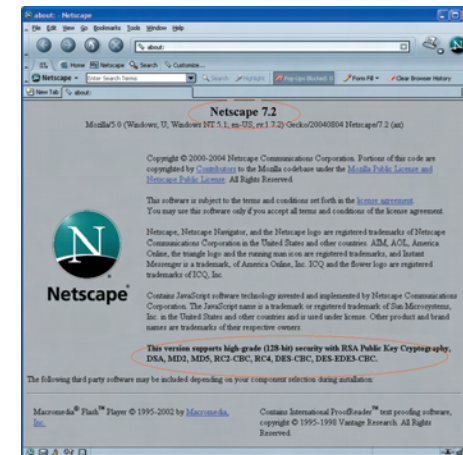 about: - Netscape
File Edit View Go Bookmarks Tools Window Help
about:
Home Netscape Search Customize...
Netscape Enter Search Terms Search Highlight Pop-Ups Blocked: 0 Form Fill Clear Browser History
New Tab about:
Netscape 7.2
Mozilla/5.0 (Windows; U; Windows NT 5.1; en-US; rv:1.7.2) Gecko/20040804 Netscape/7.2 (ax)
Copyright © 2000-2004 Netscape Communications Corporation. Portions of this code are
copyrighted by Contributors to the Mozilla codebase under the Mozilla Public License and
Netscape Public License. All Rights Reserved.
This software is subject to the terms and conditions set forth in the license agreement.
You may use this software only if you accept all terms and conditions of the license agreement.
Netscape, Netscape Navigator, and the Netscape logo are registered trademarks of Netscape
Communications Corporation in the United States and other countries. AIM, AOL, America
Online, the triangle logo and the running man icon are registered trademarks, and Instant
Messenger is a trademark, of America Online, Inc. ICQ and the flower logo are registered
trademarks of ICQ, Inc.
N
Netscape®
Contains JavaScript software technology invented and implemented by Netscape Communications
Corporation. The JavaScript name is a trademark or registered trademark of Sun Microsystems,
Inc. in the United States and other countries and is used under license. Other product and brand
names are trademarks of their respective owners.
This version supports high-grade (128-bit) security with RSA Public Key Cryptography,
DSA, MD2, MD5, RC2-CBC, RC4, DES-CBC, DES-EDE3-CBC.
The following third party software may be included depending on your component selection during installation:
Macromedia® Flash™ Player © 1995-2002 by Macromedia,
Inc.
Contains International ProofReader™ text proofing software,
copyright © 1995-1998 Vantage Research. All Rights
Reserved.